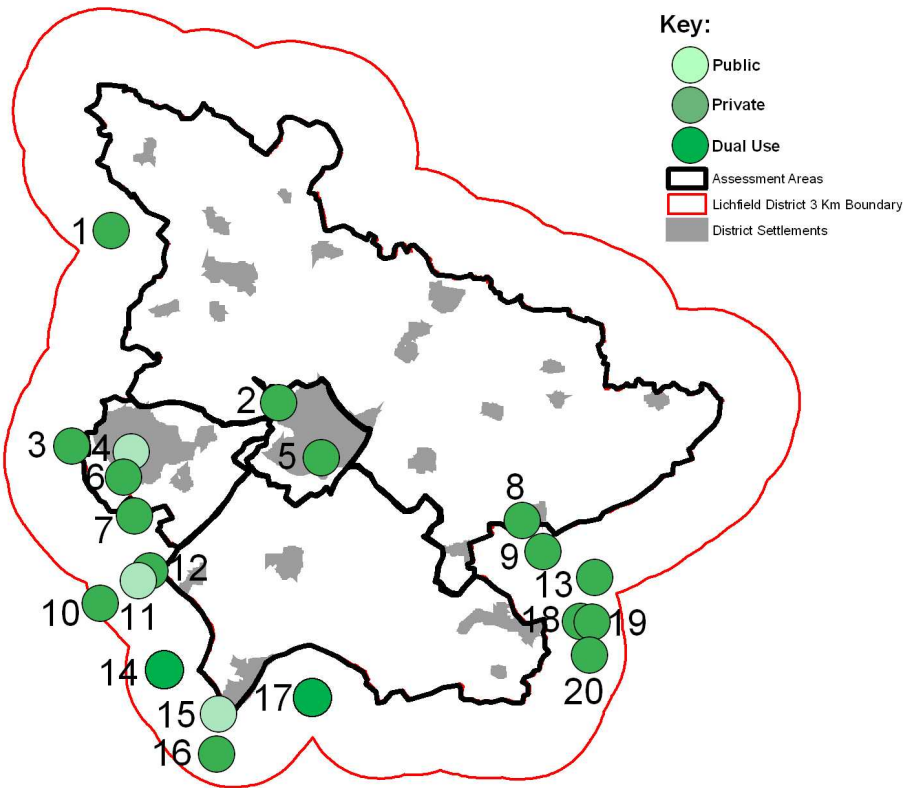 Key:
Public
Private
Dual Use
Assessment Areas
Lichfield District 3 Km Boundary
District Settlements
1
2
3
4
5
6
7
8
9
12
13
10
11
18
19
14
20
17
15
16